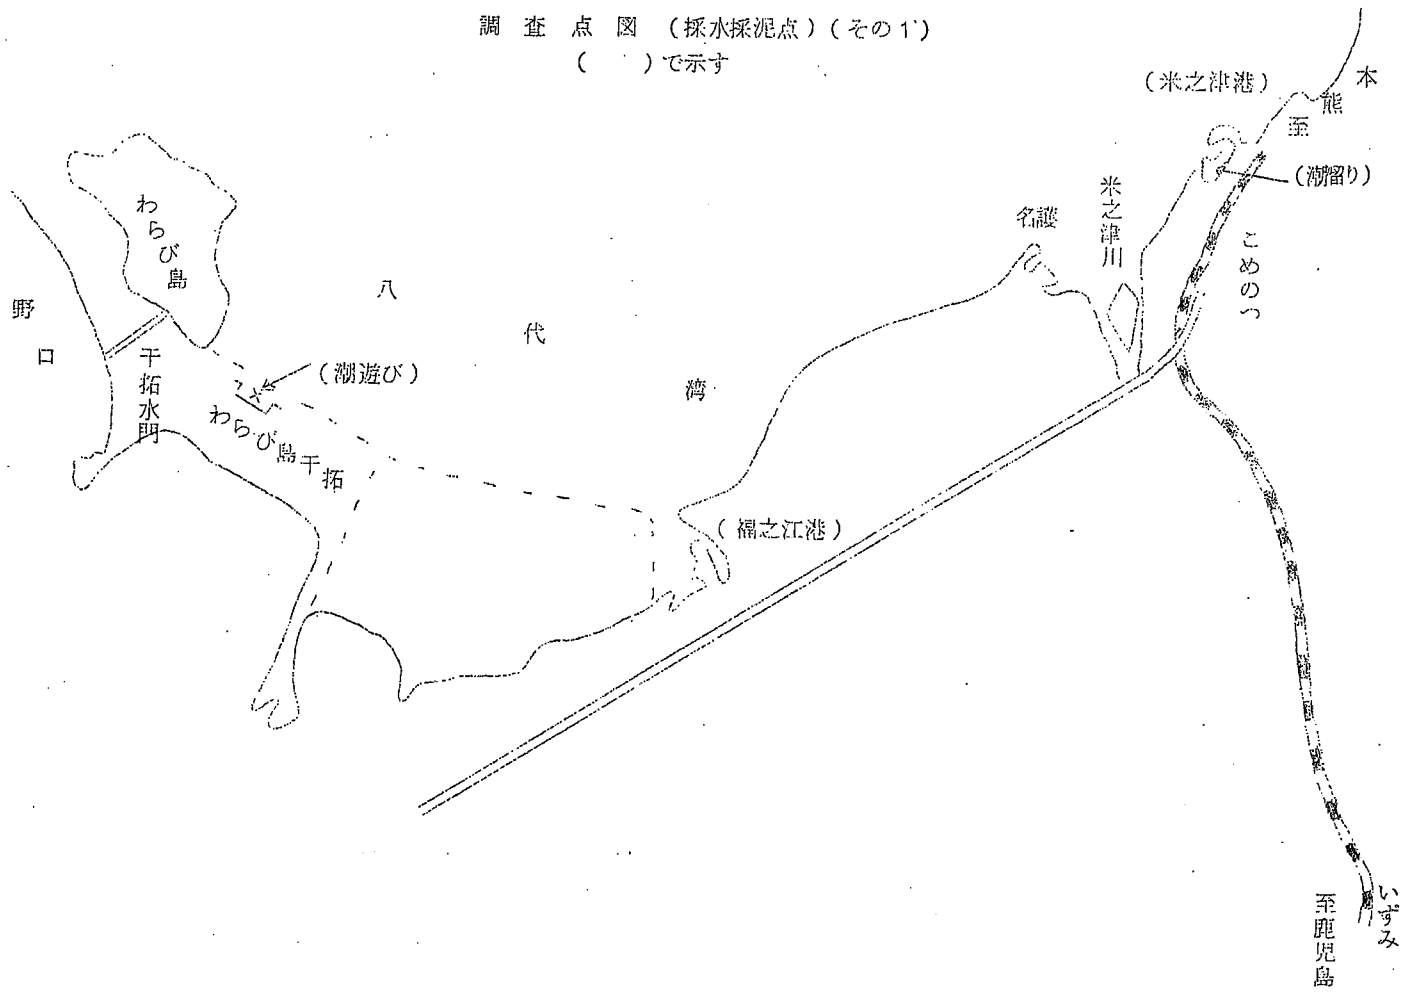 調査点図（採水採泥点）（その1）
（　）で示す
（米之津港）
至熊本
（潮留り）
米之津川
名護
こめのつ
わらび島
八代湾
野口
干拓水門
（潮遊び）
わらび島干拓
（福之江港）
いずみ
至鹿児島